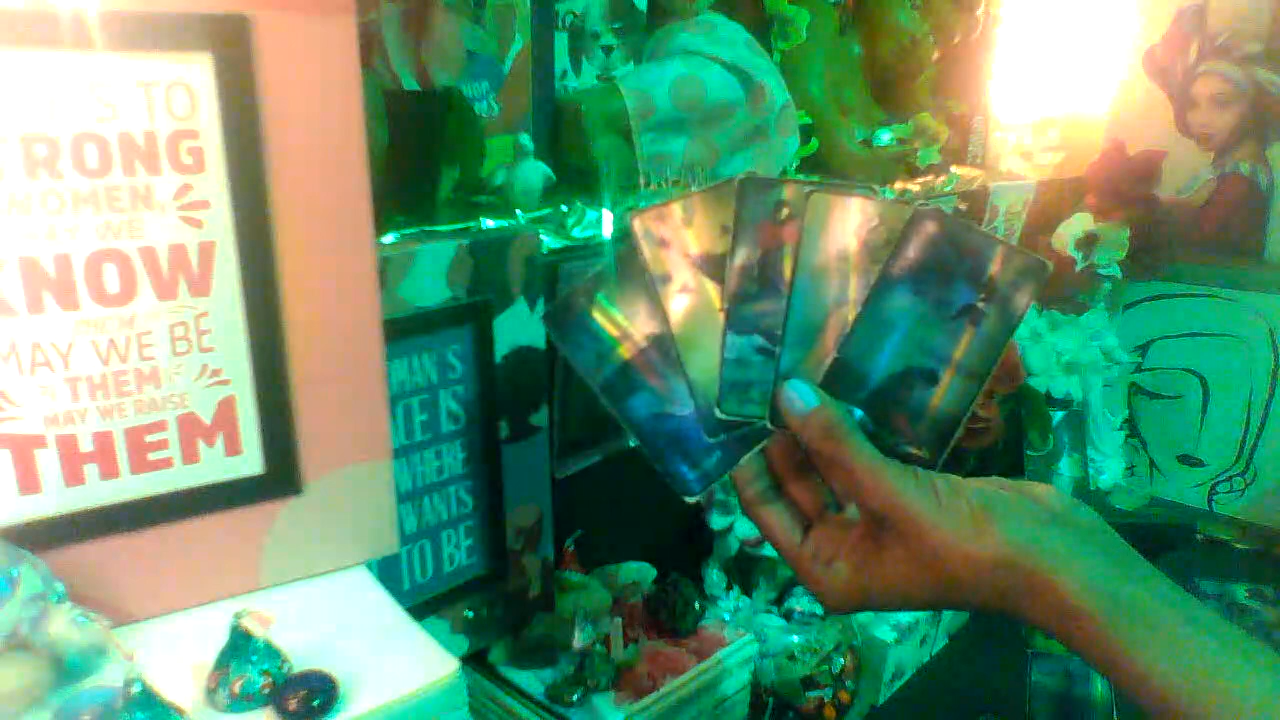 TO
RONG
WOMEN,
WE
KNOW
MAY WE BE
THEM
MAY WE RAISE
THEM
MAN'S
CE IS
WHERE
WANTS
TO BE